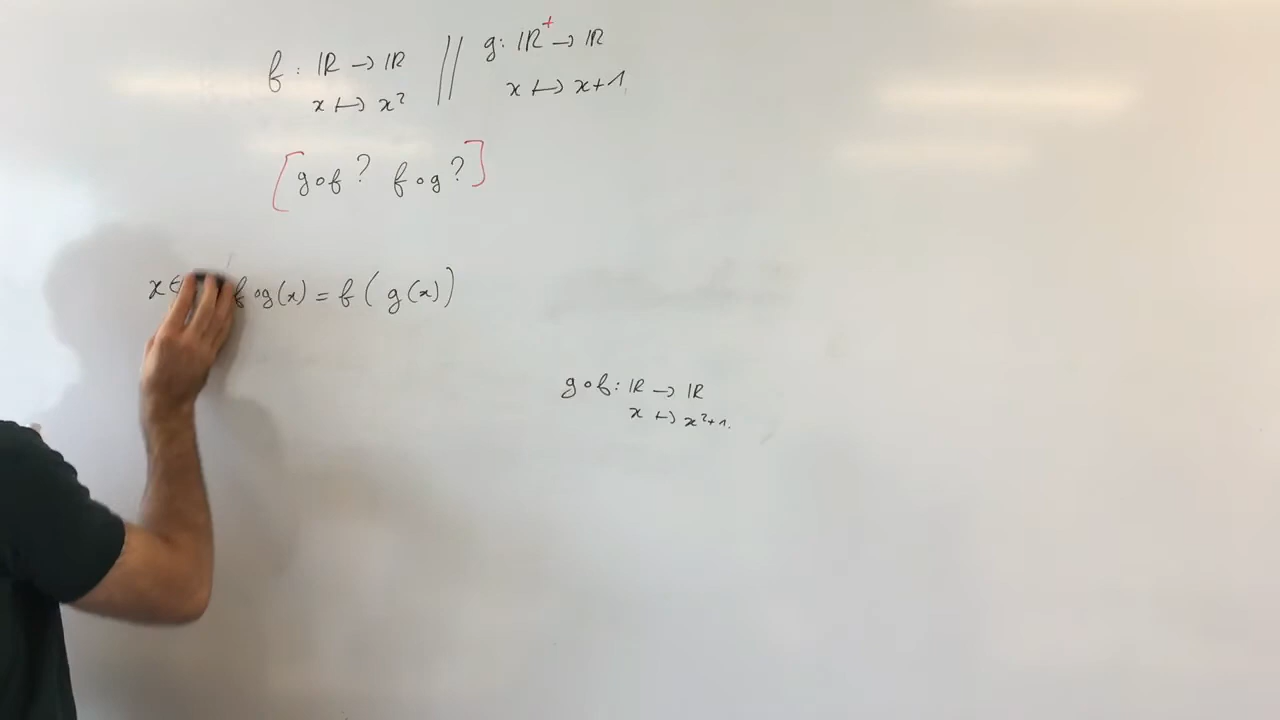 f : ℝ → ℝ // g : ℝ⁺ → ℝ
x ↦ x² x ↦ x+1
[g∘f ? f∘g ?]
x ∈ f∘g(x) = f(g(x))
g∘f : ℝ → ℝ
x ↦ x²+1.